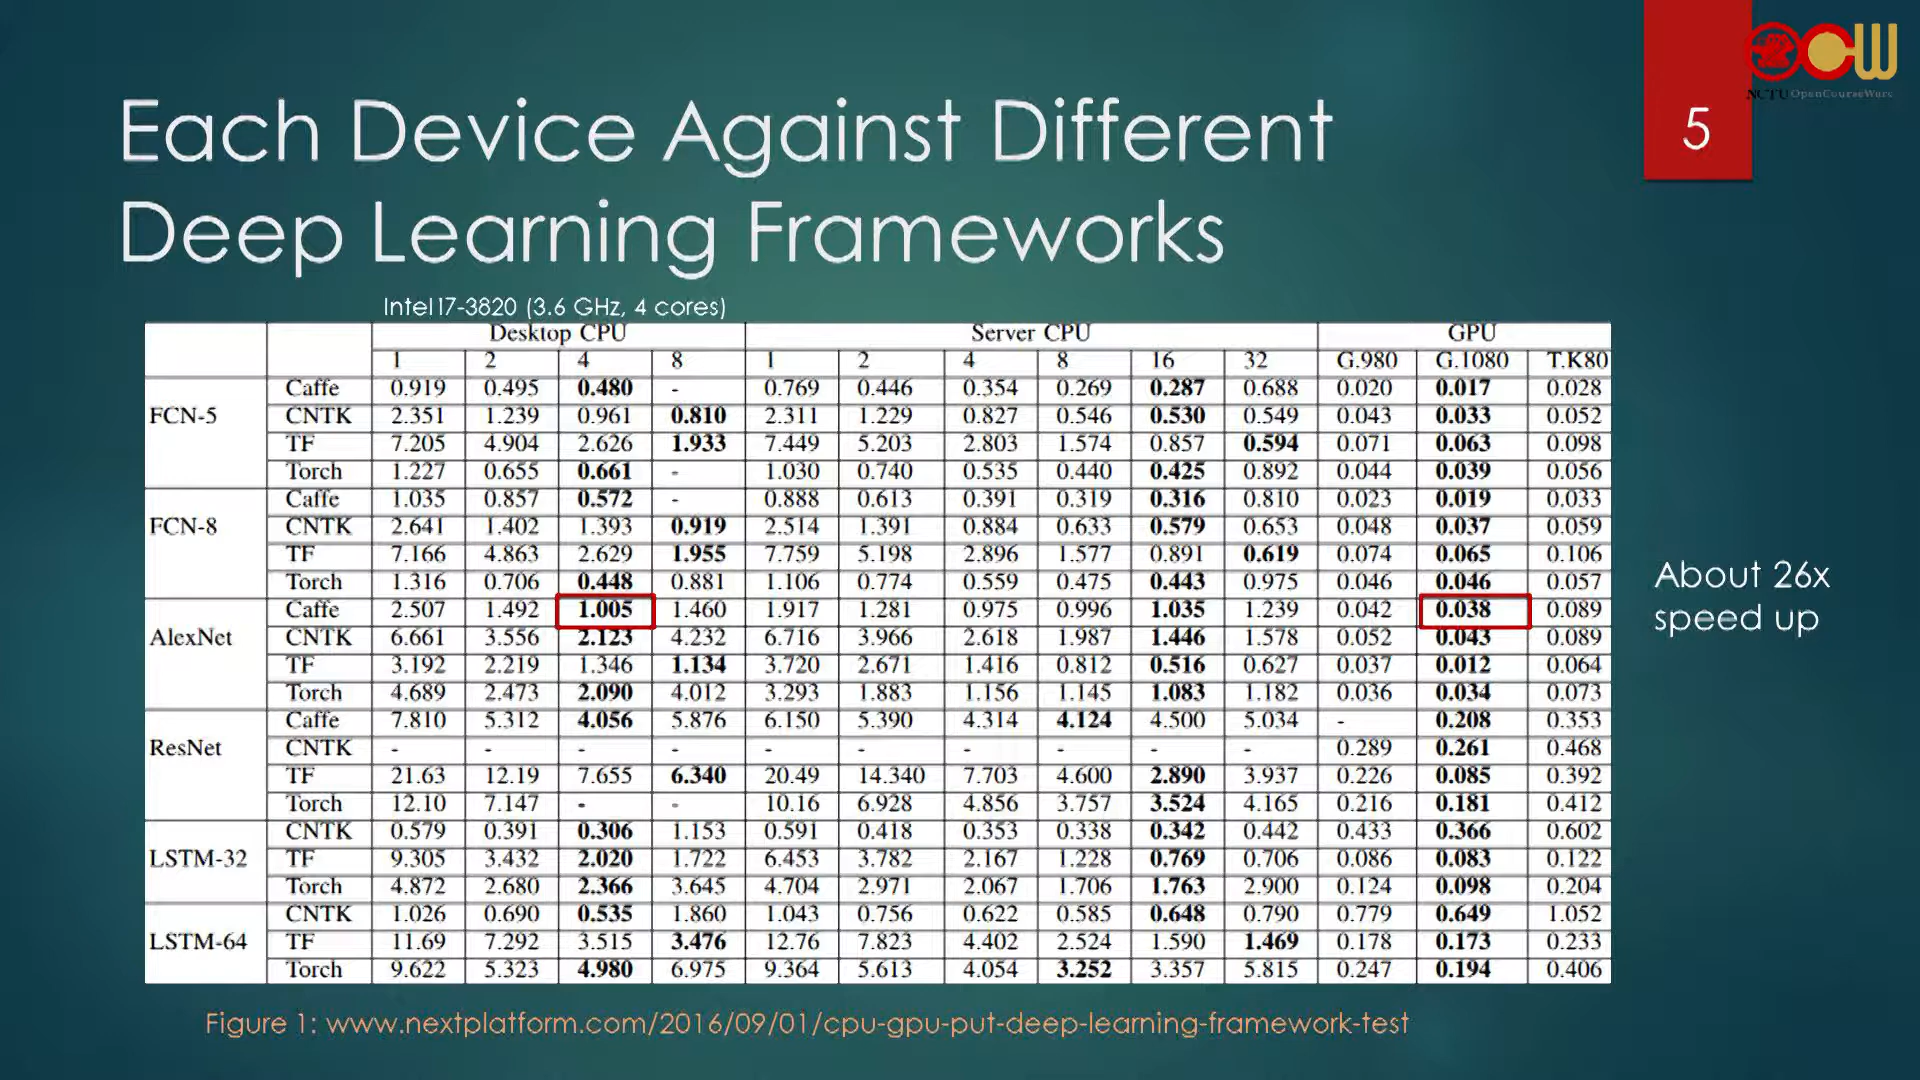 NCTU OpenCourseWare
5
Each Device Against Different
Deep Learning Frameworks
Intel I7-3820 (3.6 GHz, 4 cores)
Desktop CPU Server CPU GPU
1 2 4 8 1 2 4 8 16 32 G.980 G.1080 T.K80
FCN-5
Caffe 0.919 0.495 0.480 - 0.769 0.446 0.354 0.269 0.287 0.688 0.020 0.017 0.028
CNTK 2.351 1.239 0.961 0.810 2.311 1.229 0.827 0.546 0.530 0.549 0.043 0.033 0.052
TF 7.205 4.904 2.626 1.933 7.449 5.203 2.803 1.574 0.857 0.594 0.071 0.063 0.098
Torch 1.227 0.655 0.661 - 1.030 0.740 0.535 0.440 0.425 0.892 0.044 0.039 0.056
FCN-8
Caffe 1.035 0.857 0.572 - 0.888 0.613 0.391 0.319 0.316 0.810 0.023 0.019 0.033
CNTK 2.641 1.402 1.393 0.919 2.514 1.391 0.884 0.633 0.579 0.653 0.048 0.037 0.059
TF 7.166 4.863 2.629 1.955 7.759 5.198 2.896 1.577 0.891 0.619 0.074 0.065 0.106
Torch 1.316 0.706 0.448 0.881 1.106 0.774 0.559 0.475 0.443 0.975 0.046 0.046 0.057
AlexNet
Caffe 2.507 1.492 1.005 1.460 1.917 1.281 0.975 0.996 1.035 1.239 0.042 0.038 0.089
CNTK 6.661 3.556 2.123 4.232 6.716 3.966 2.618 1.987 1.446 1.578 0.052 0.043 0.089
TF 3.192 2.219 1.346 1.134 3.720 2.671 1.416 0.812 0.516 0.627 0.037 0.012 0.064
Torch 4.689 2.473 2.090 4.012 3.293 1.883 1.156 1.145 1.083 1.182 0.036 0.034 0.073
ResNet
Caffe 7.810 5.312 4.056 5.876 6.150 5.390 4.314 4.124 4.500 5.034 - 0.208 0.353
CNTK - - - - - - - - - - 0.289 0.261 0.468
TF 21.63 12.19 7.655 6.340 20.49 14.340 7.703 4.600 2.890 3.937 0.226 0.085 0.392
Torch 12.10 7.147 - - 10.16 6.928 4.856 3.757 3.524 4.165 0.216 0.181 0.412
LSTM-32
CNTK 0.579 0.391 0.306 1.153 0.591 0.418 0.353 0.338 0.342 0.442 0.433 0.366 0.602
TF 9.305 3.432 2.020 1.722 6.453 3.782 2.167 1.228 0.769 0.706 0.086 0.083 0.122
Torch 4.872 2.680 2.366 3.645 4.704 2.971 2.067 1.706 1.763 2.900 0.124 0.098 0.204
LSTM-64
CNTK 1.026 0.690 0.535 1.860 1.043 0.756 0.622 0.585 0.648 0.790 0.779 0.649 1.052
TF 11.69 7.292 3.515 3.476 12.76 7.823 4.402 2.524 1.590 1.469 0.178 0.173 0.233
Torch 9.622 5.323 4.980 6.975 9.364 5.613 4.054 3.252 3.357 5.815 0.247 0.194 0.406
About 26x
speed up
Figure 1: www.nextplatform.com/2016/09/01/cpu-gpu-put-deep-learning-framework-test